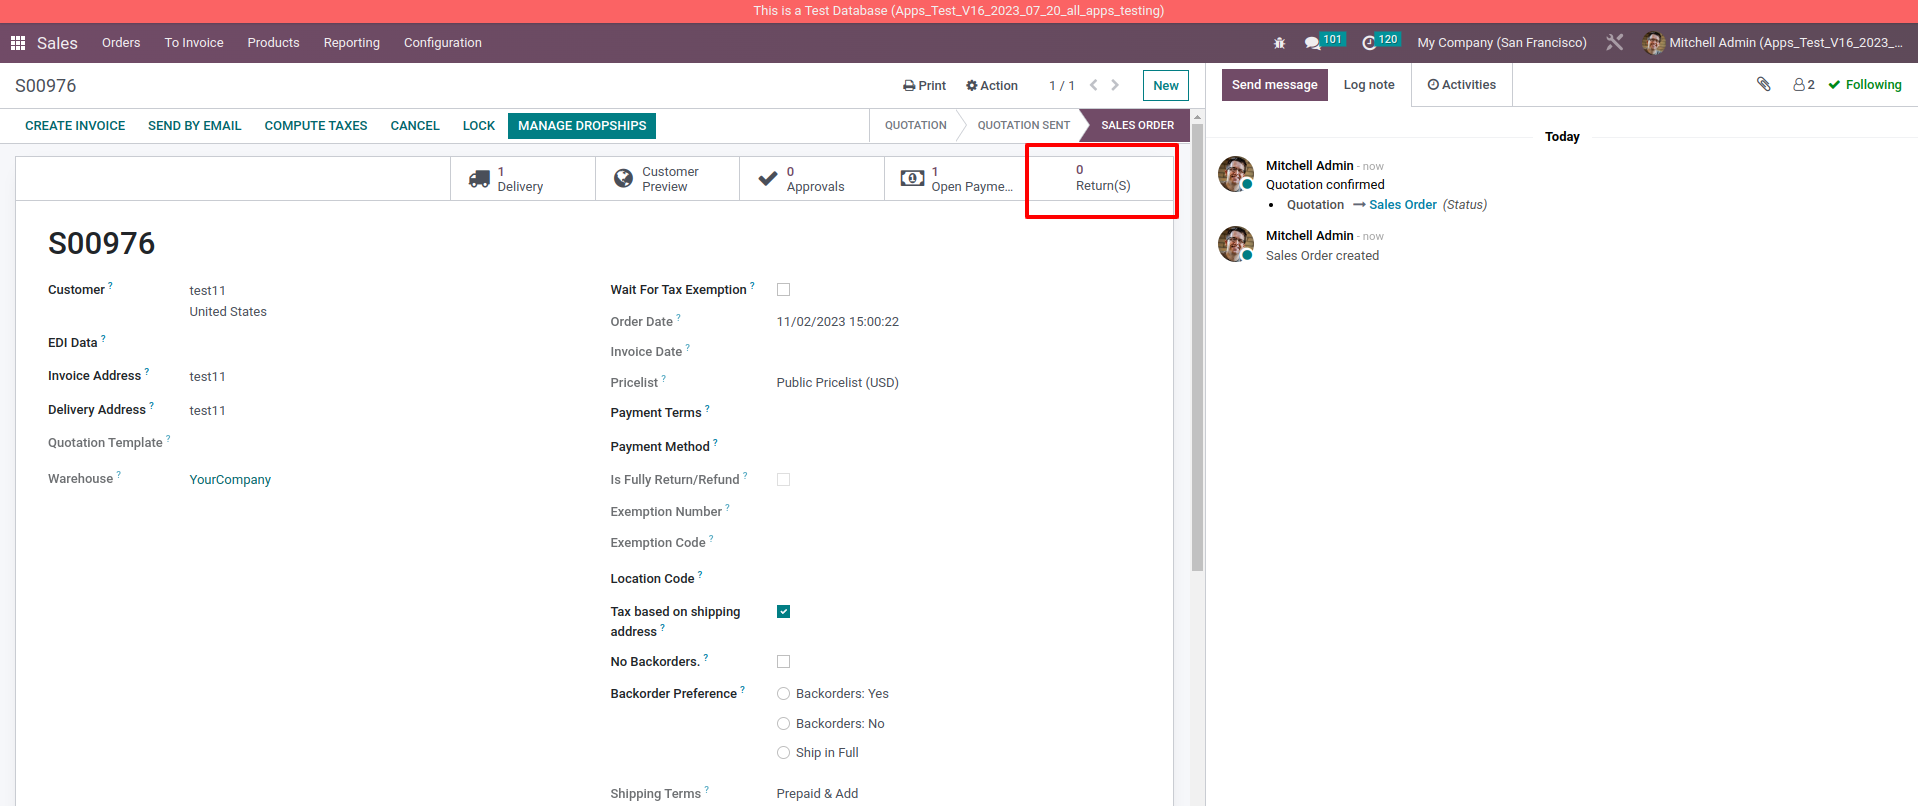 This is a Test Database (Apps_Test_V16_2023_07_20_all_apps_testing)
Sales Orders To Invoice Products Reporting Configuration 101 120 My Company (San Francisco) Mitchell Admin (Apps_Test_V16_2023_...
S00976 Print Action 1 / 1 New
Send message Log note Activities 2 Following
CREATE INVOICE SEND BY EMAIL COMPUTE TAXES CANCEL LOCK MANAGE DROPSHIPS QUOTATION QUOTATION SENT SALES ORDER
1
Delivery
Customer
Preview
0
Approvals
1
Open Payme...
0
Return(S)
S00976
Customer ? test11
United States
EDI Data ?
Invoice Address ? test11
Delivery Address ? test11
Quotation Template ?
Warehouse ? YourCompany
Wait For Tax Exemption ?
Order Date ? 11/02/2023 15:00:22
Invoice Date ?
Pricelist ? Public Pricelist (USD)
Payment Terms ?
Payment Method ?
Is Fully Return/Refund ?
Exemption Number ?
Exemption Code ?
Location Code ?
Tax based on shipping
address ?
No Backorders. ?
Backorder Preference ? Backorders: Yes
Backorders: No
Ship in Full
Shipping Terms ? Prepaid & Add
Today
Mitchell Admin - now
Quotation confirmed
• Quotation → Sales Order (Status)
Mitchell Admin - now
Sales Order created